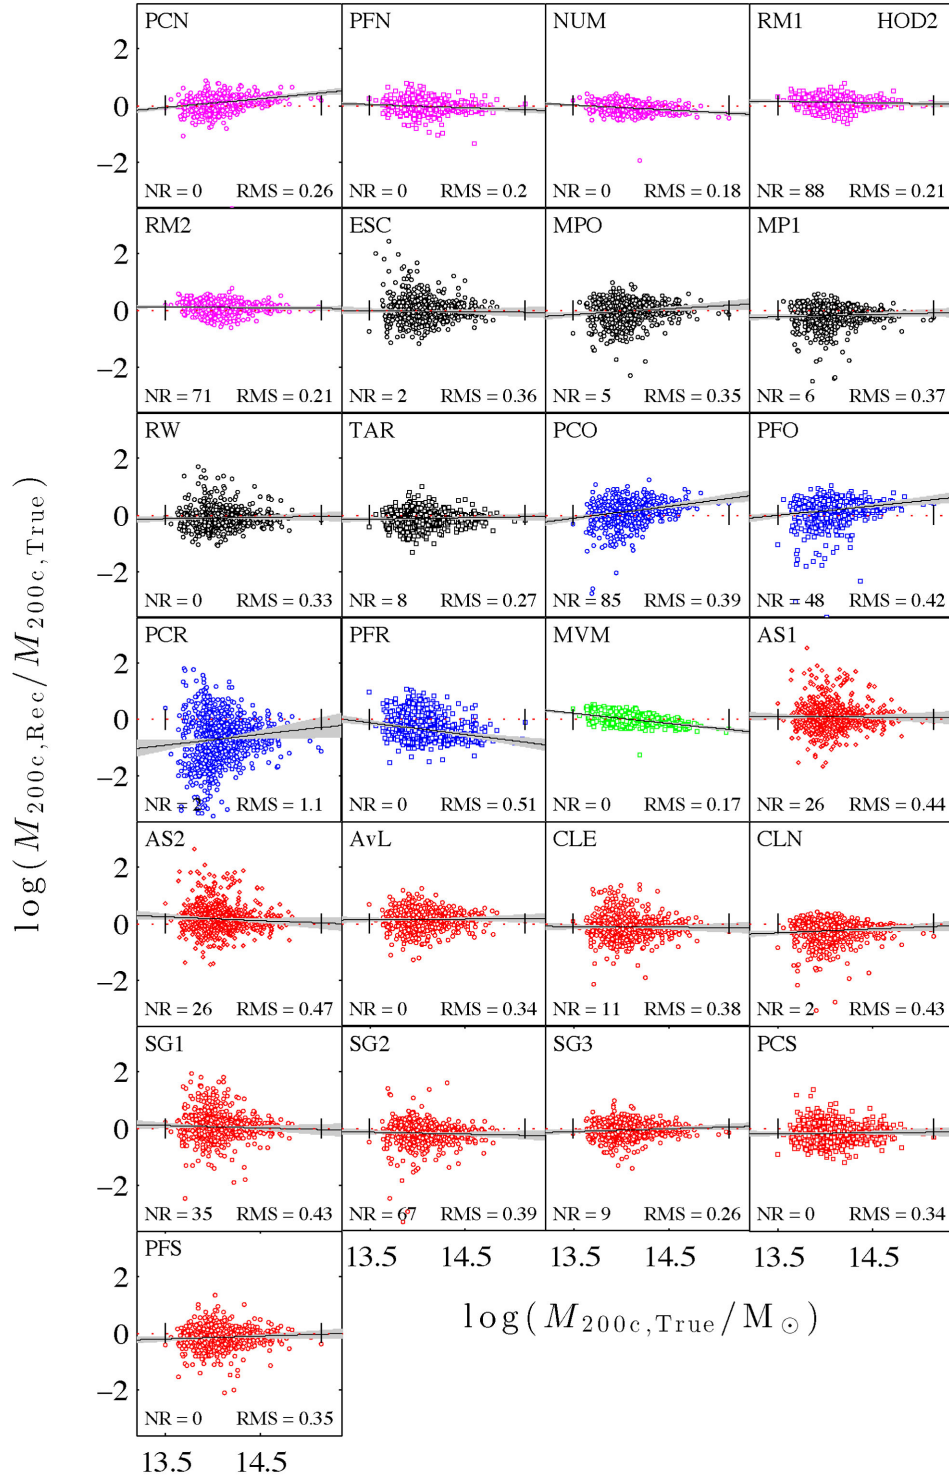 PCN PFN NUM RM1 HOD2
2
0
−2
NR = 0 RMS = 0.26 NR = 0 RMS = 0.2 NR = 0 RMS = 0.18 NR = 88 RMS = 0.21
RM2 ESC MPO MP1
2
0
−2
NR = 71 RMS = 0.21 NR = 2 RMS = 0.36 NR = 5 RMS = 0.35 NR = 6 RMS = 0.37
RW TAR PCO PFO
2
0
−2
NR = 0 RMS = 0.33 NR = 8 RMS = 0.27 NR = 85 RMS = 0.39 NR = 48 RMS = 0.42
log(M200c,Rec/M200c,True)
PCR PFR MVM AS1
2
0
−2
NR = 2 RMS = 1.1 NR = 0 RMS = 0.51 NR = 0 RMS = 0.17 NR = 26 RMS = 0.44
AS2 AvL CLE CLN
2
0
−2
NR = 26 RMS = 0.47 NR = 0 RMS = 0.34 NR = 11 RMS = 0.38 NR = 2 RMS = 0.43
SG1 SG2 SG3 PCS
2
0
−2
NR = 35 RMS = 0.43 NR = 67 RMS = 0.39 NR = 9 RMS = 0.26 NR = 0 RMS = 0.34
PFS
13.5 14.5 13.5 14.5 13.5 14.5
2
0
−2
log(M200c,True/M⊙)
NR = 0 RMS = 0.35
13.5 14.5